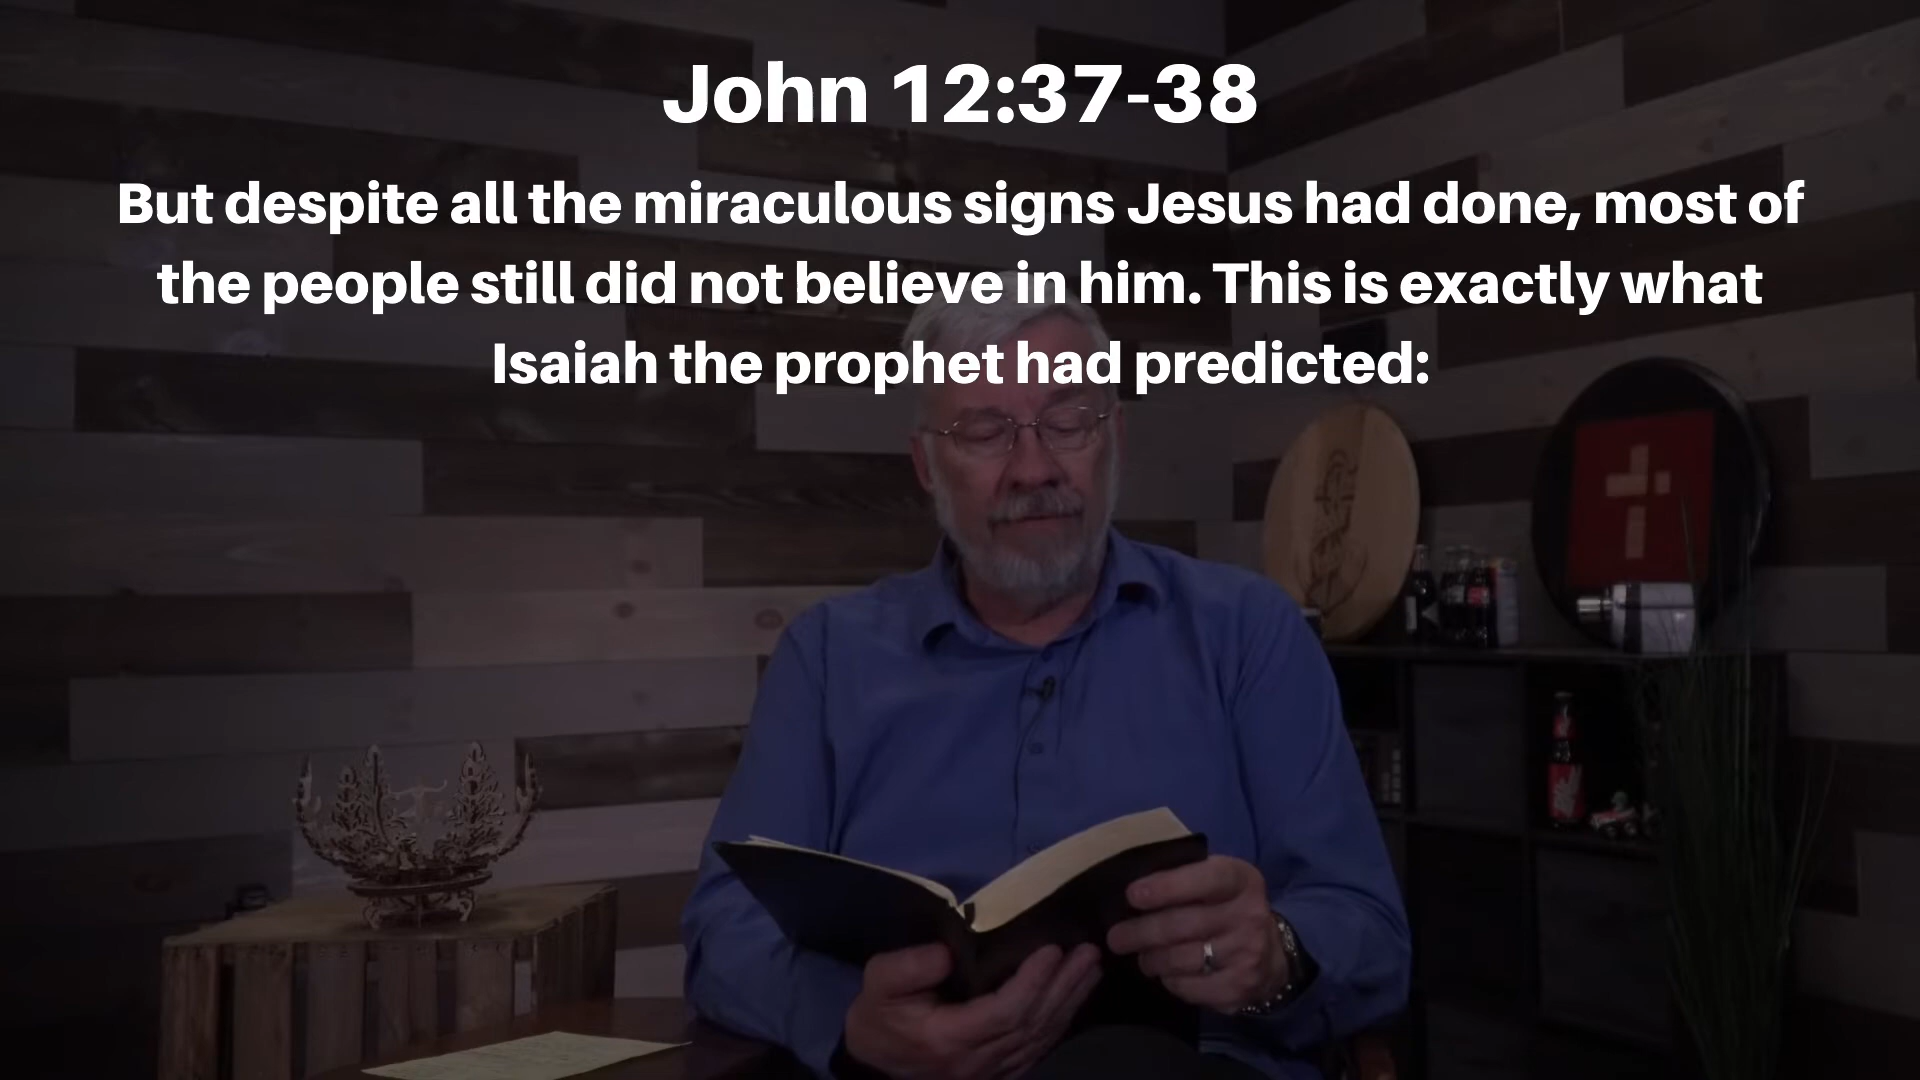 John 12:37-38
But despite all the miraculous signs Jesus had done, most of
the people still did not believe in him. This is exactly what
Isaiah the prophet had predicted: